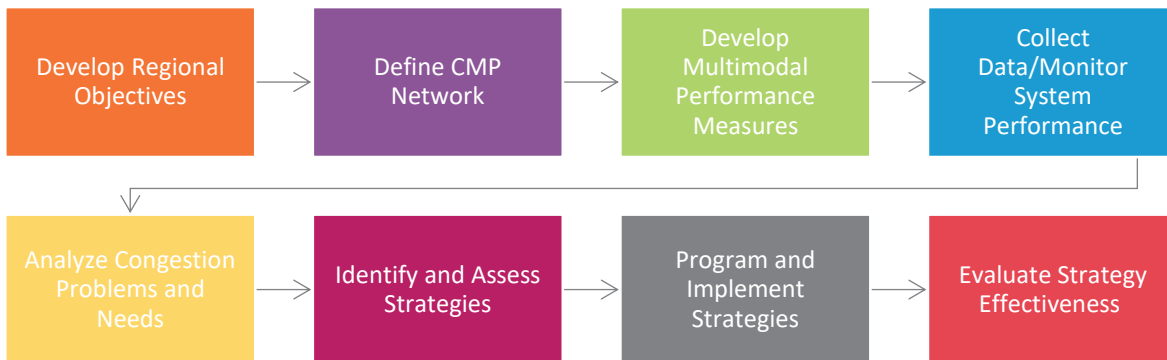 Develop Regional
Objectives
Define CMP
Network
Develop
Multimodal
Performance
Measures
Collect
Data/Monitor
System
Performance
Analyze Congestion
Problems and
Needs
Identify and Assess
Strategies
Program and
Implement
Strategies
Evaluate Strategy
Effectiveness